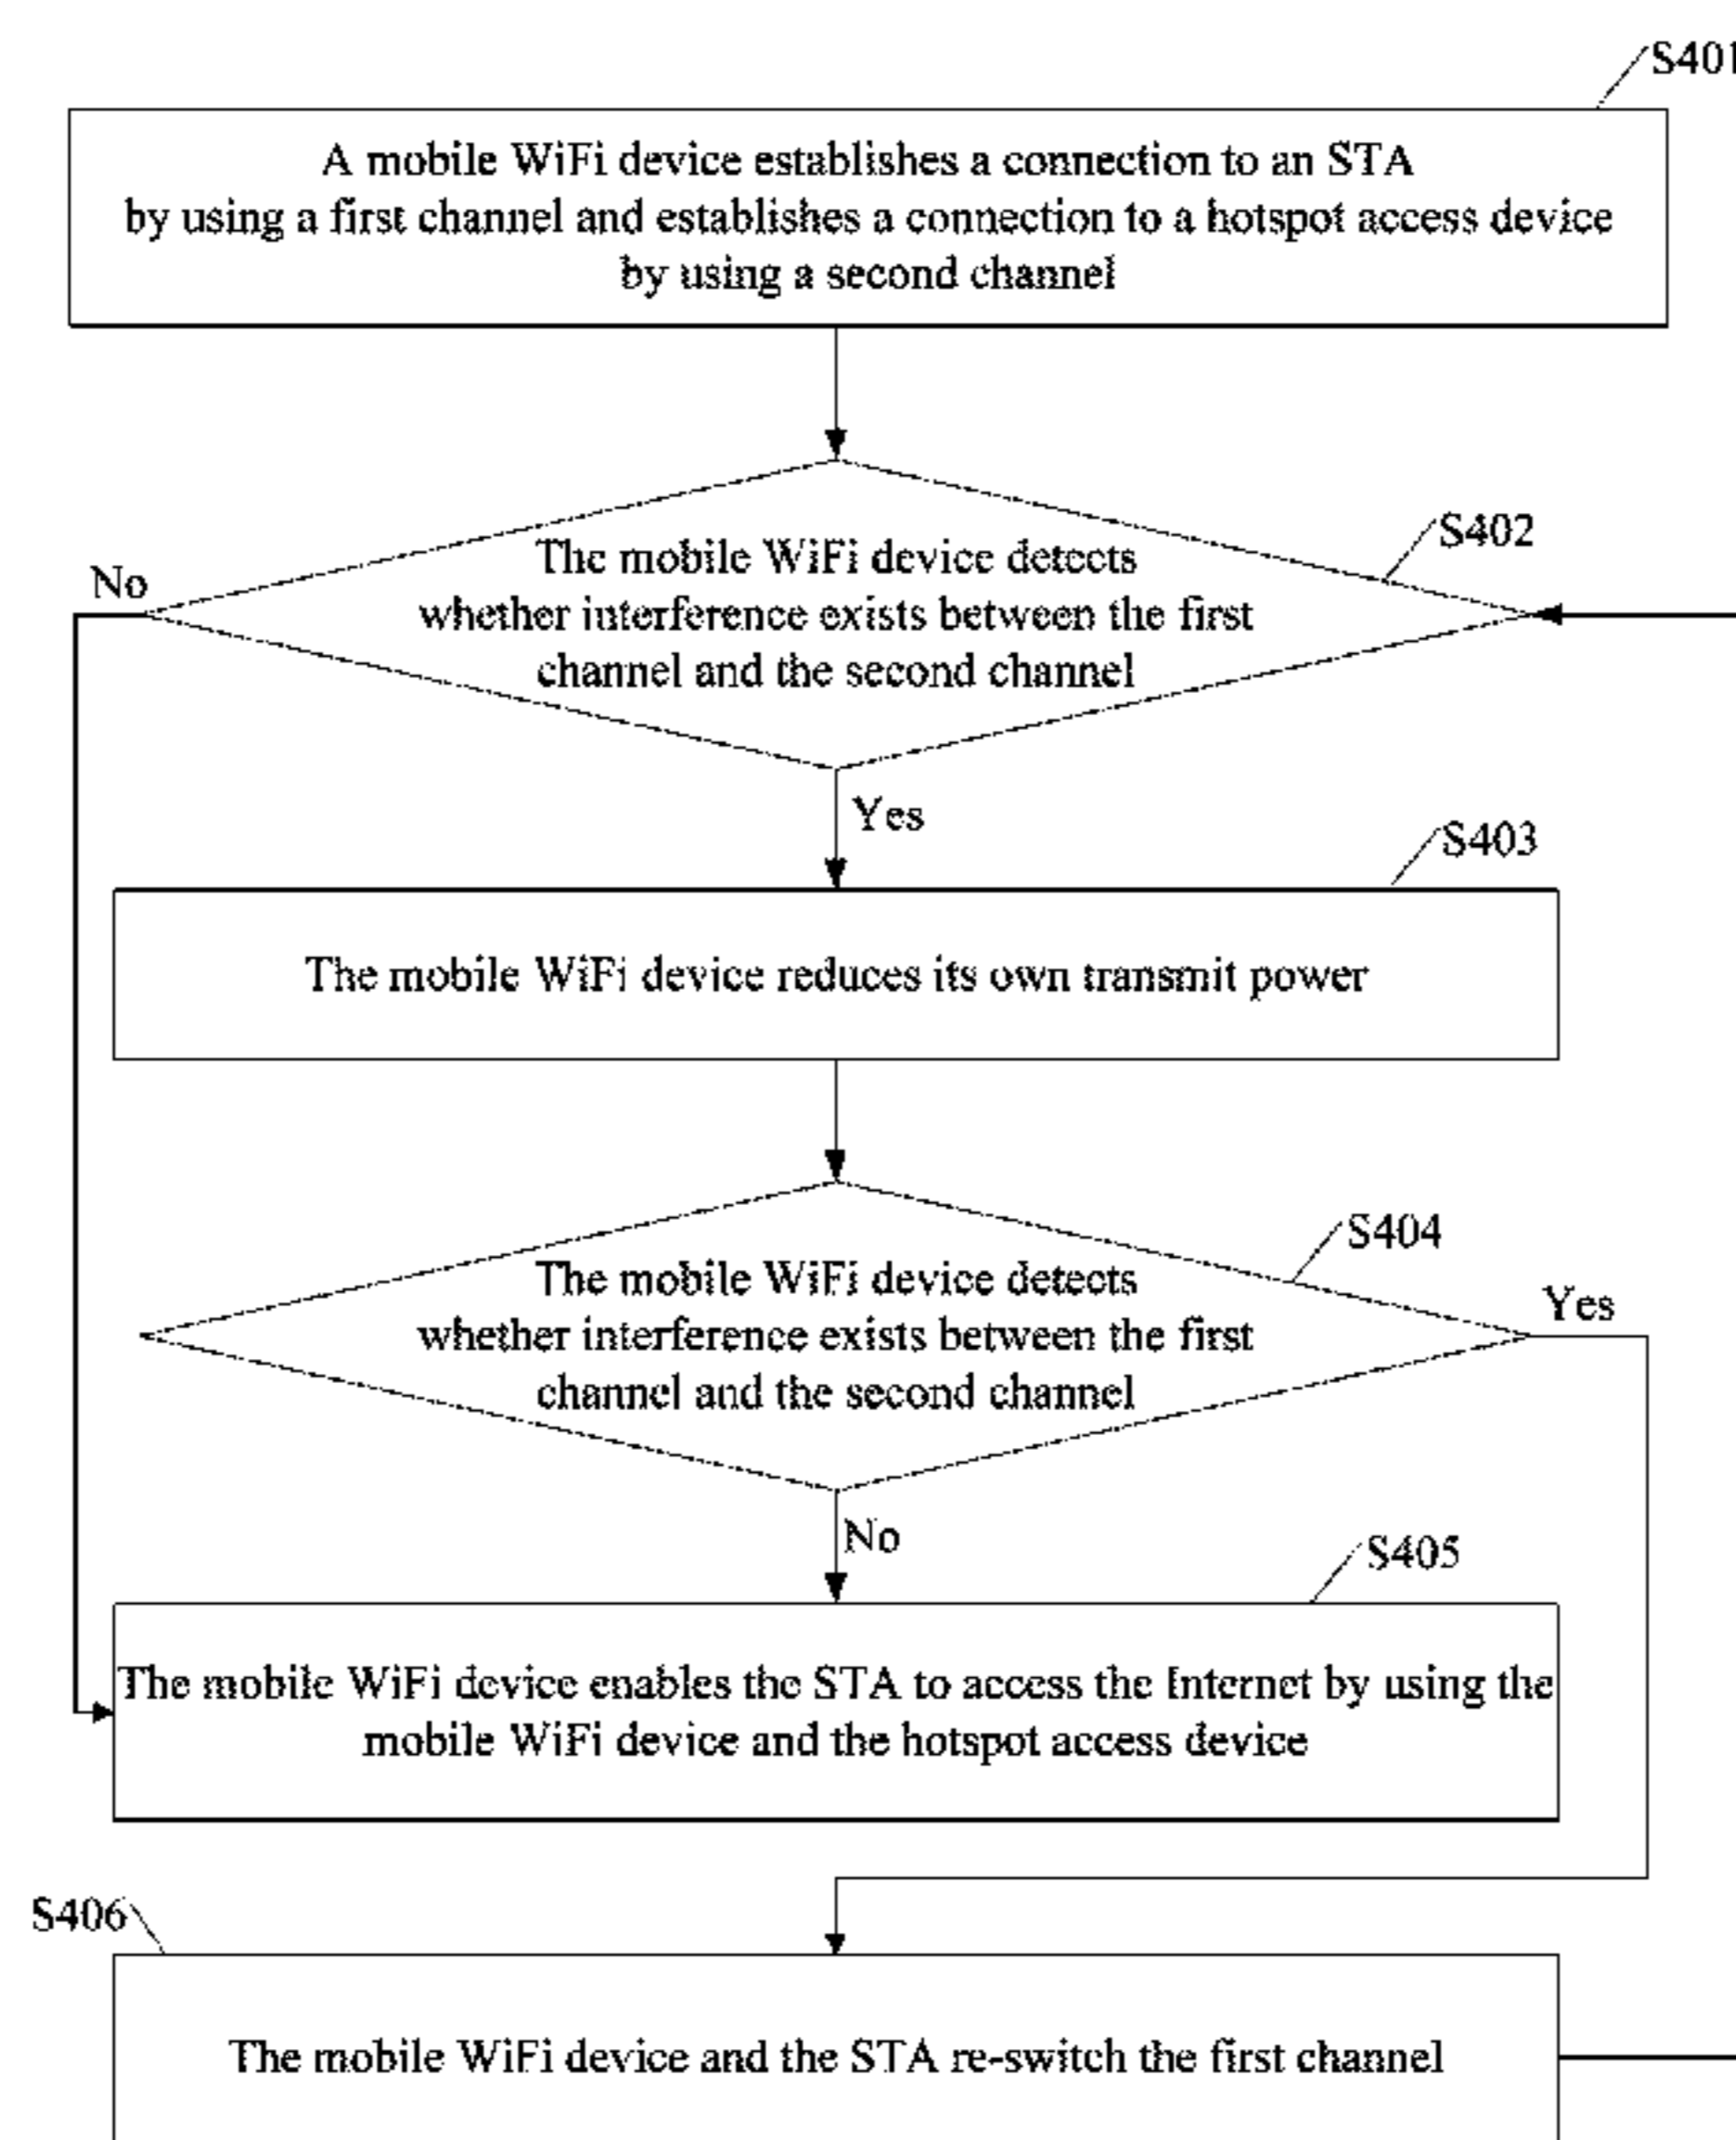 S401
A mobile WiFi device establishes a connection to an STA
by using a first channel and establishes a connection to a hotspot access device
by using a second channel
S402
No
The mobile WiFi device detects
whether interference exists between the first
channel and the second channel
Yes
S403
The mobile WiFi device reduces its own transmit power
S404
The mobile WiFi device detects
whether interference exists between the first
channel and the second channel
Yes
No
S405
The mobile WiFi device enables the STA to access the Internet by using the
mobile WiFi device and the hotspot access device
S406
The mobile WiFi device and the STA re-switch the first channel